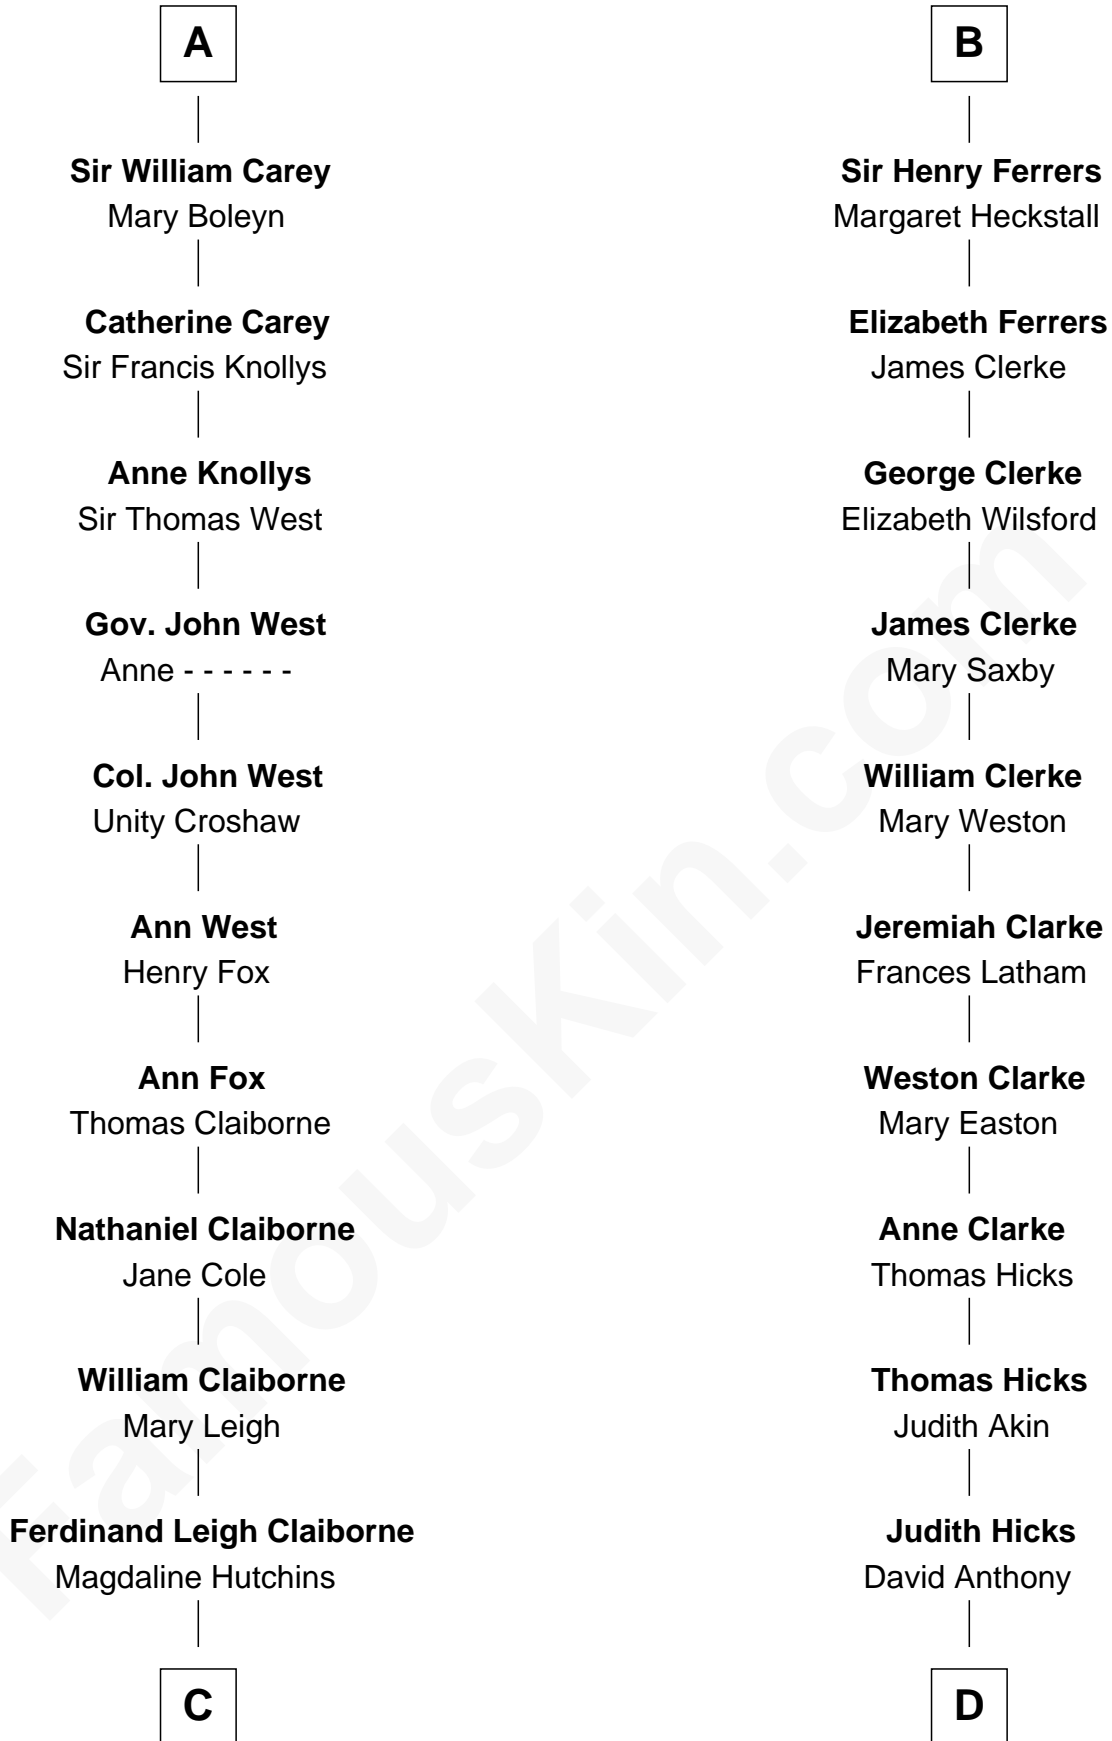 A
Sir William Carey
Mary Boleyn
Catherine Carey
Sir Francis Knollys
Anne Knollys
Sir Thomas West
Gov. John West
Anne - - - - - -
Col. John West
Unity Croshaw
Ann West
Henry Fox
Ann Fox
Thomas Claiborne
Nathaniel Claiborne
Jane Cole
William Claiborne
Mary Leigh
Ferdinand Leigh Claiborne
Magdaline Hutchins
C
B
Sir Henry Ferrers
Margaret Heckstall
Elizabeth Ferrers
James Clerke
George Clerke
Elizabeth Wilsford
James Clerke
Mary Saxby
William Clerke
Mary Weston
Jeremiah Clarke
Frances Latham
Weston Clarke
Mary Easton
Anne Clarke
Thomas Hicks
Thomas Hicks
Judith Akin
Judith Hicks
David Anthony
D
FamousKin.com